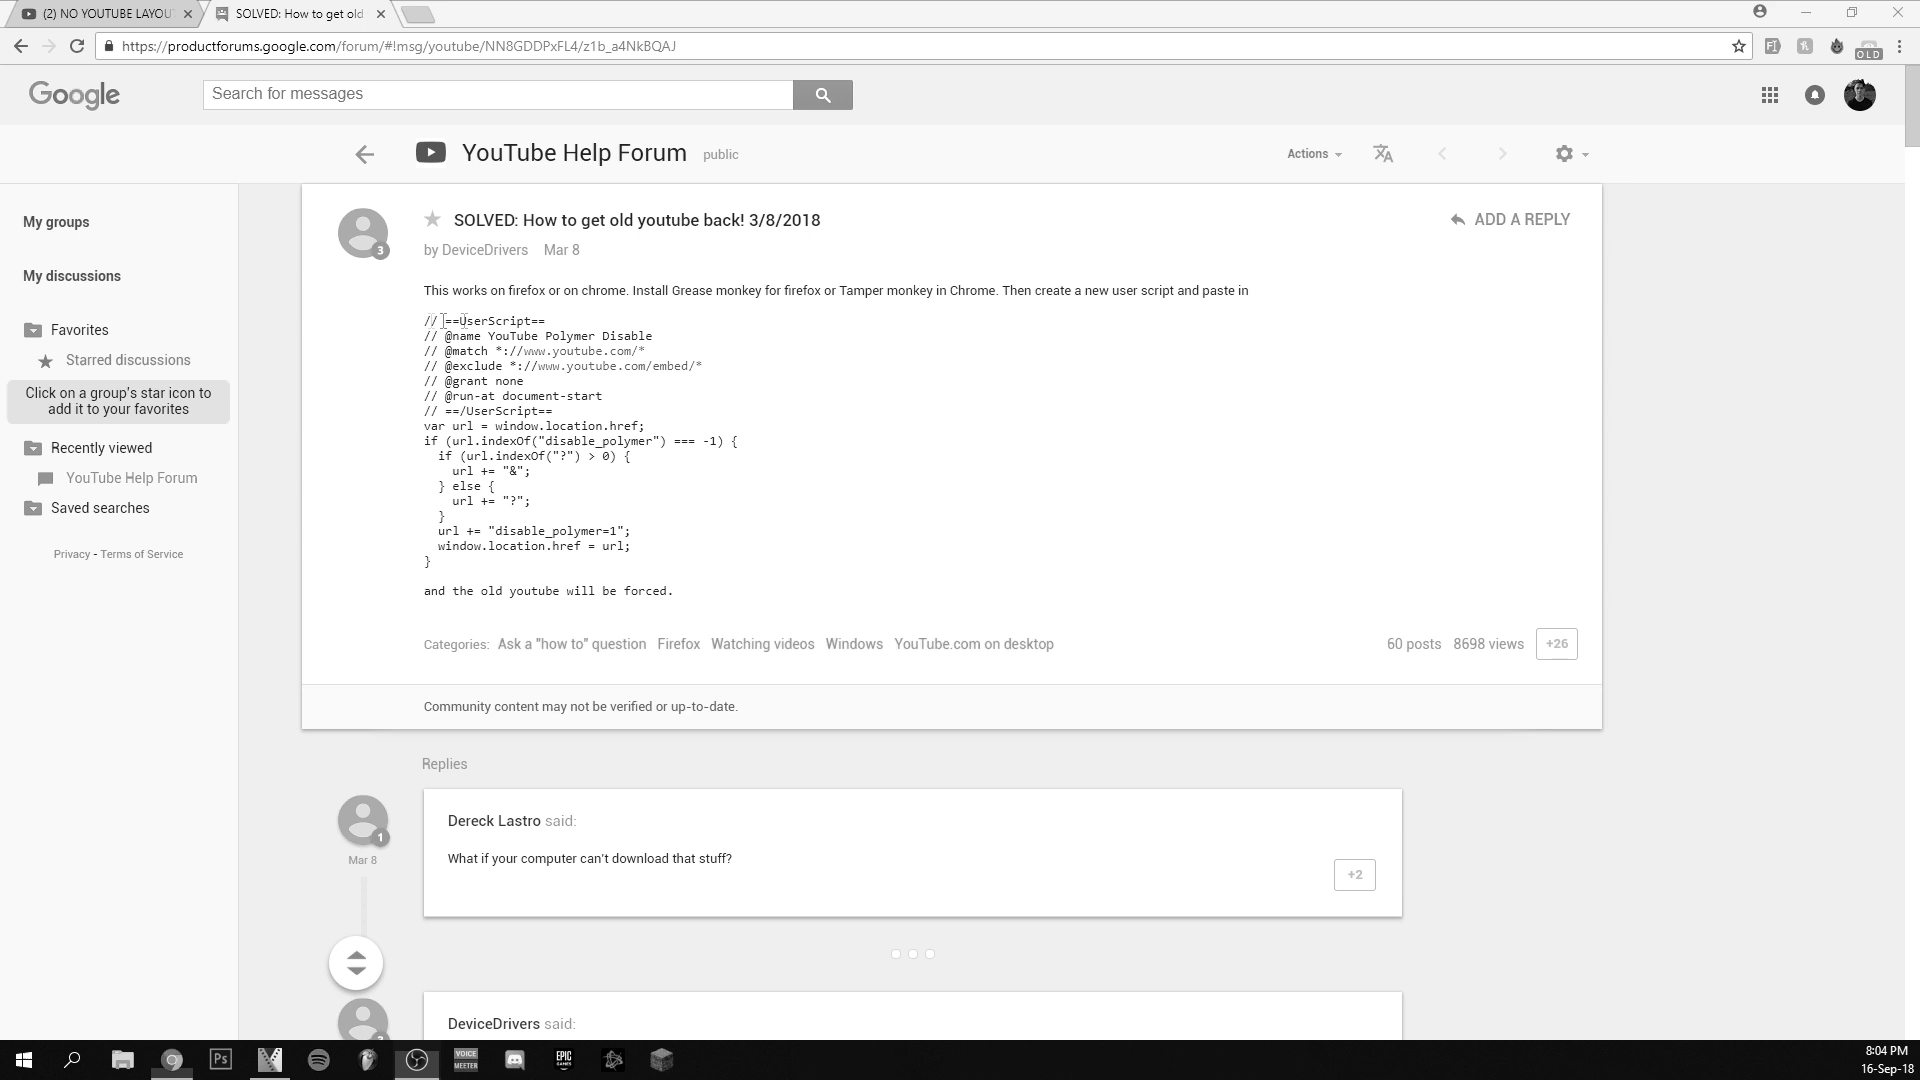 (2) NO YOUTUBE LAYOU
SOLVED: How to get old
https://productforums.google.com/forum/#!msg/youtube/NN8GDDPxFL4/z1b_a4NkBQAJ
OLD
Google
Search for messages
YouTube Help Forum
public
Actions
My groups
My discussions
Favorites
Starred discussions
Click on a group's star icon to
add it to your favorites
Recently viewed
YouTube Help Forum
Saved searches
Privacy - Terms of Service
3
SOLVED: How to get old youtube back! 3/8/2018
ADD A REPLY
by DeviceDrivers Mar 8
This works on firefox or on chrome. Install Grease monkey for firefox or Tamper monkey in Chrome. Then create a new user script and paste in
// ==UserScript==
// @name YouTube Polymer Disable
// @match *://www.youtube.com/*
// @exclude *://www.youtube.com/embed/*
// @grant none
// @run-at document-start
// ==/UserScript==
var url = window.location.href;
if (url.indexOf("disable_polymer") === -1) {
if (url.indexOf("?") > 0) {
url += "&";
} else {
url += "?";
}
url += "disable_polymer=1";
window.location.href = url;
}
and the old youtube will be forced.
Categories: Ask a "how to" question Firefox Watching videos Windows YouTube.com on desktop
60 posts 8698 views +26
Community content may not be verified or up-to-date.
Replies
1
Mar 8
Dereck Lastro said:
What if your computer can't download that stuff?
+2
DeviceDrivers said:
Ps
VOICE
MEETER
EPIC
GAMES
8:04 PM
16-Sep-18